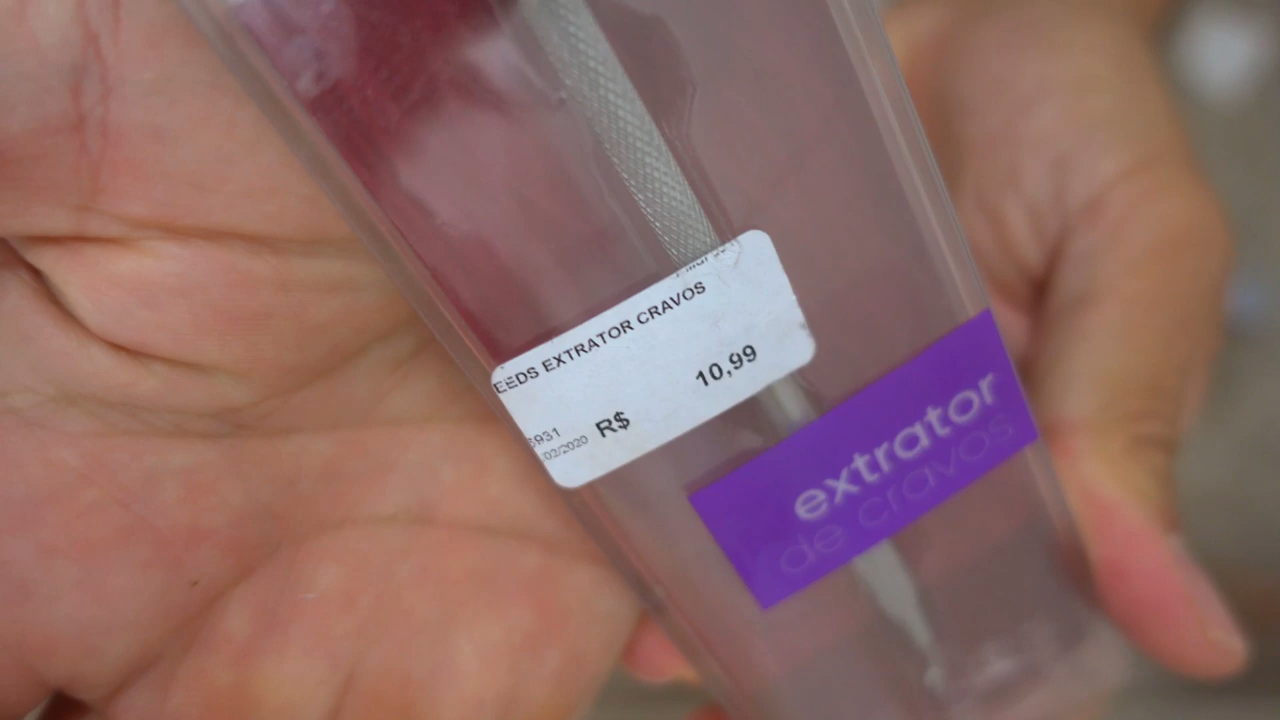 EEDS EXTRATOR CRAVOS
10,99
R$
02/2020
extrator
de cravos